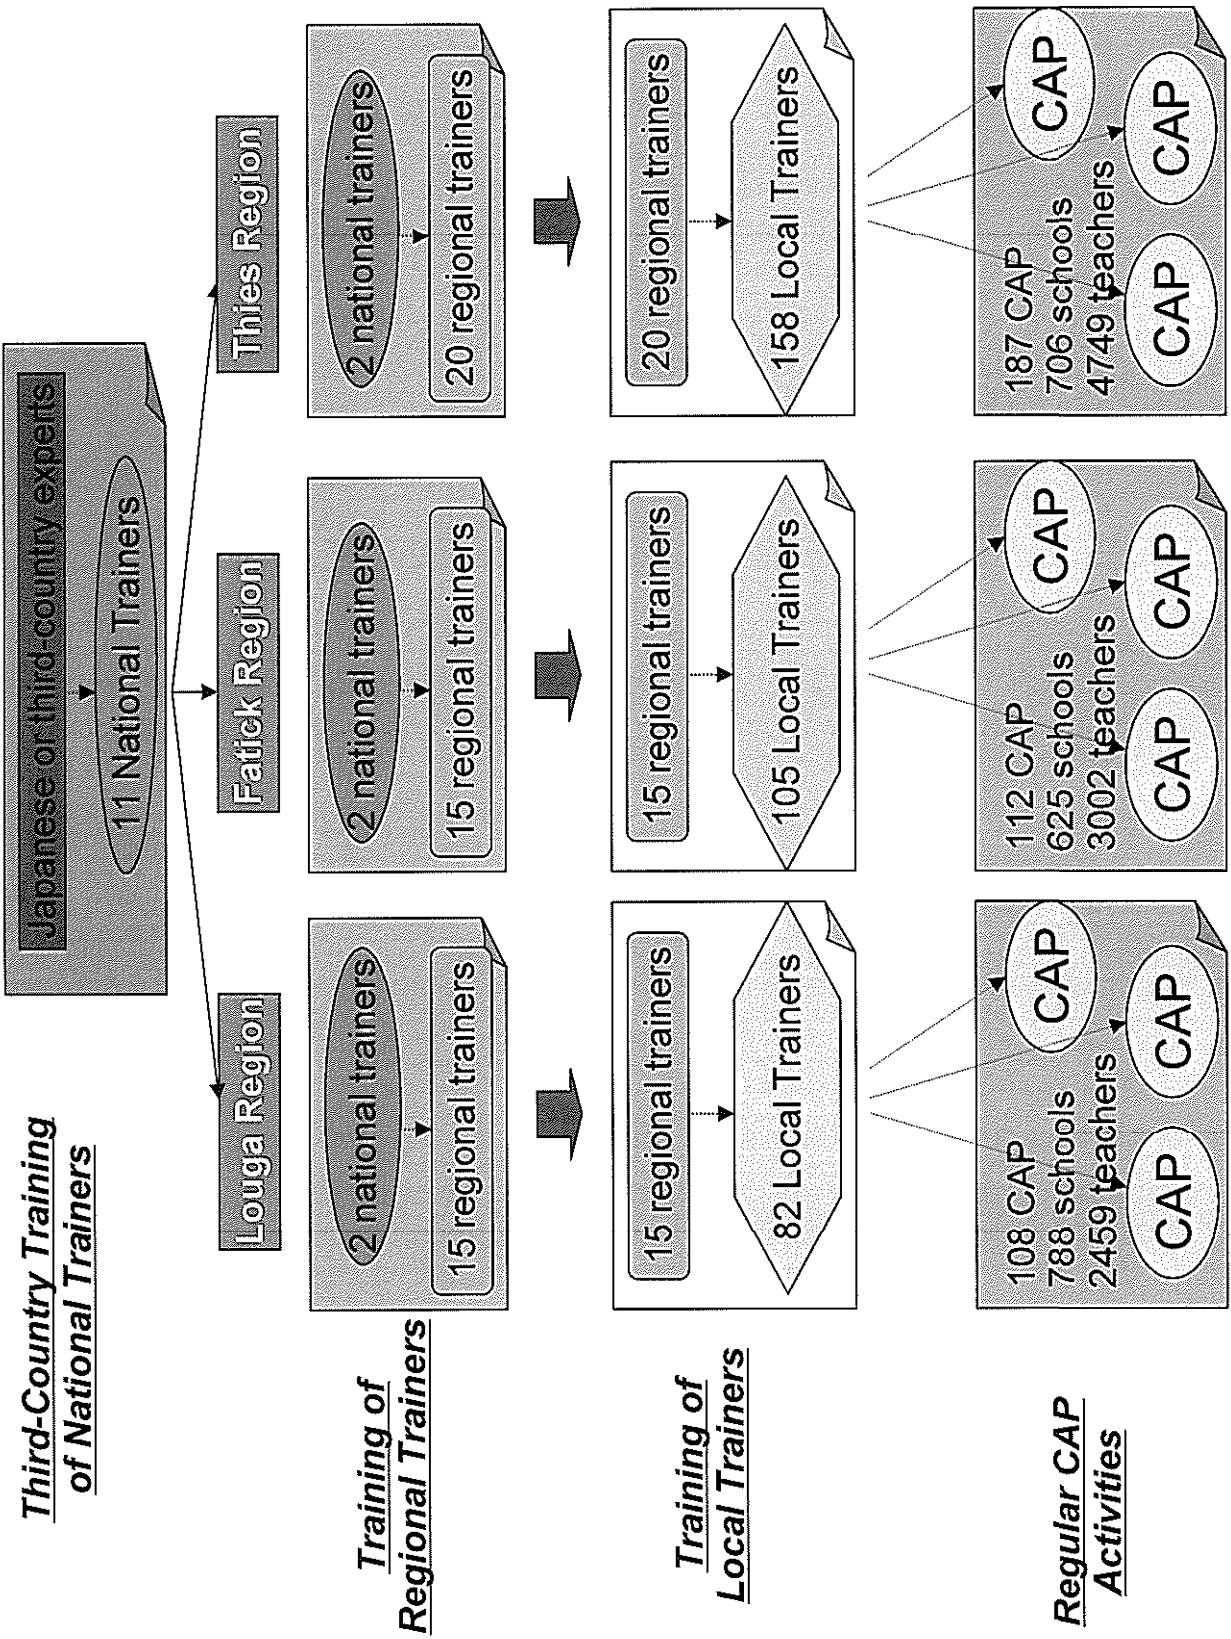 Third-Country Training
of National Trainers
Japanese or third-country experts
11 National Trainers
Louga Region
Fatick Region
Thies Region
Training of
Regional Trainers
2 national trainers
15 regional trainers
2 national trainers
15 regional trainers
2 national trainers
20 regional trainers
Training of
Local Trainers
15 regional trainers
82 Local Trainers
15 regional trainers
105 Local Trainers
20 regional trainers
158 Local Trainers
Regular CAP
Activities
108 CAP
788 schools
2459 teachers
CAP
CAP
CAP
112 CAP
625 schools
3002 teachers
CAP
CAP
CAP
187 CAP
706 schools
4749 teachers
CAP
CAP
CAP